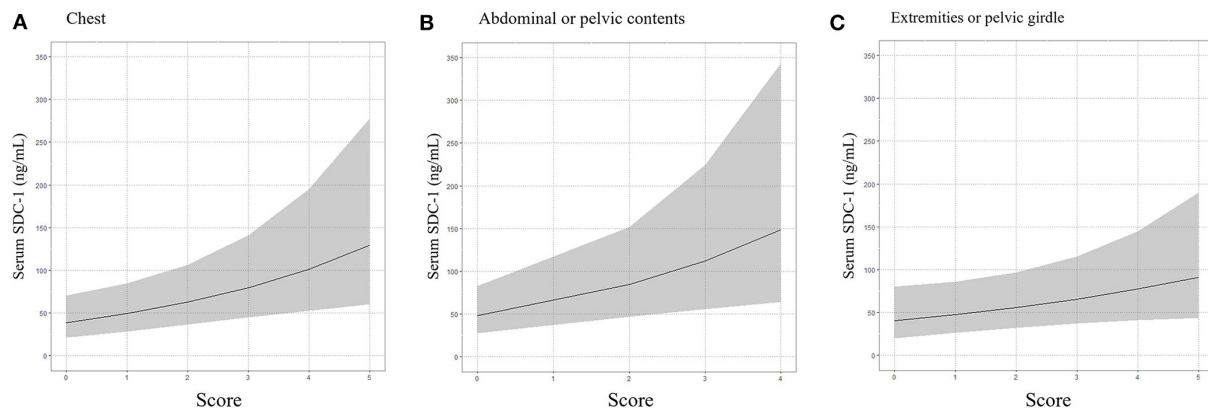 A Chest
350
300
250
200
150
100
50
0
Serum SDC-1 (ng/mL)
0 1 2 3 4 5
Score
B Abdominal or pelvic contents
350
300
250
200
150
100
50
0
Serum SDC-1 (ng/mL)
0 1 2 3 4
Score
C Extremities or pelvic girdle
350
300
250
200
150
100
50
0
Serum SDC-1 (ng/mL)
0 1 2 3 4 5
Score